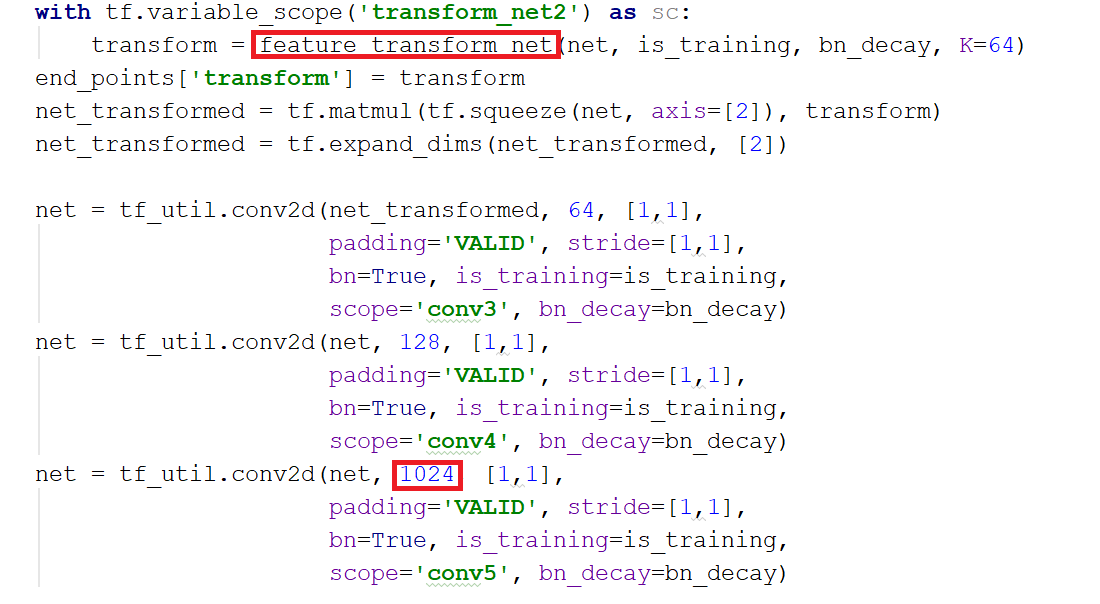 with tf.variable_scope('transform_net2') as sc:
    transform = feature_transform_net(net, is_training, bn_decay, K=64)
end_points['transform'] = transform
net_transformed = tf.matmul(tf.squeeze(net, axis=[2]), transform)
net_transformed = tf.expand_dims(net_transformed, [2])

net = tf_util.conv2d(net_transformed, 64, [1,1],
                     padding='VALID', stride=[1,1],
                     bn=True, is_training=is_training,
                     scope='conv3', bn_decay=bn_decay)
net = tf_util.conv2d(net, 128, [1,1],
                     padding='VALID', stride=[1,1],
                     bn=True, is_training=is_training,
                     scope='conv4', bn_decay=bn_decay)
net = tf_util.conv2d(net, 1024 [1,1],
                     padding='VALID', stride=[1,1],
                     bn=True, is_training=is_training,
                     scope='conv5', bn_decay=bn_decay)